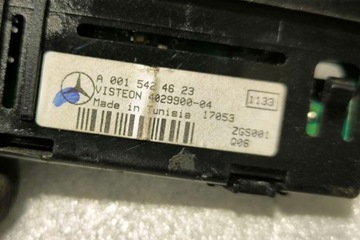 A 001 542 46 23
VISTEON 4029900-04
Made in Tunisia 17053
1133
ZGS001
Q06